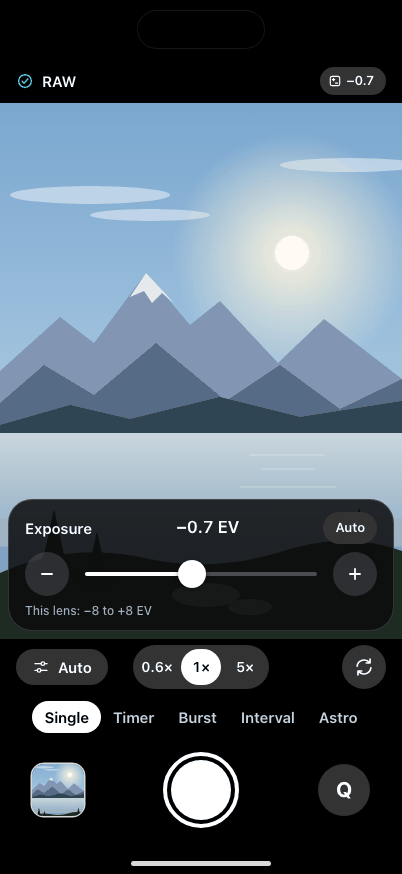 RAW
−0.7
Exposure
−0.7 EV
Auto
This lens: −8 to +8 EV
Auto
0.6×
1×
5×
Single
Timer
Burst
Interval
Astro
Q